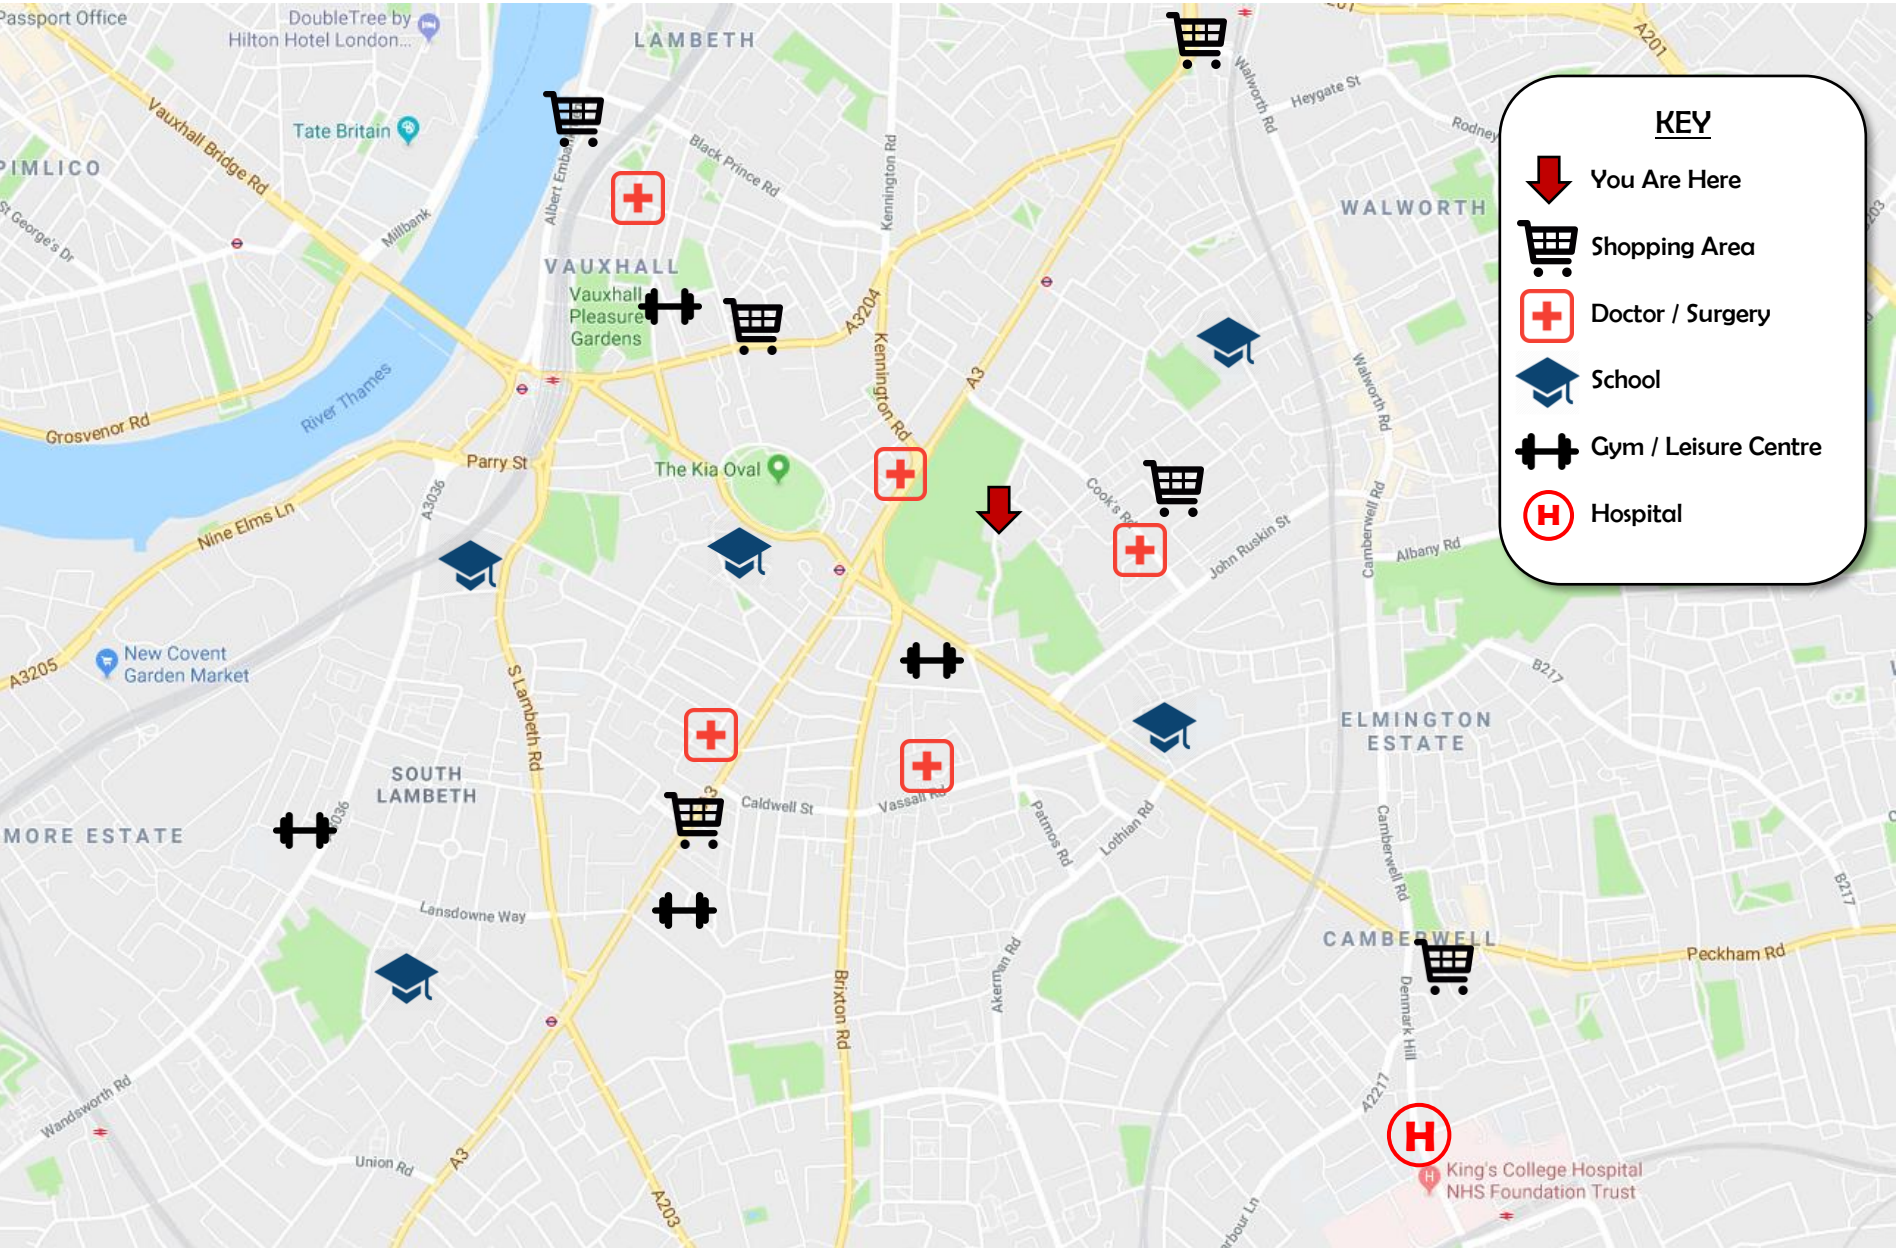 Passport Office
DoubleTree by
Hilton Hotel London...
LAMBETH
A201
Walworth Rd
Heygate St
Rodney
Vauxhall Bridge Rd
Tate Britain
Albert Emba
Black Prince Rd
Kennington Rd
PIMLICO
St George's Dr
Millbank
WALWORTH
KEY
You Are Here
Shopping Area
Doctor / Surgery
School
Gym / Leisure Centre
Hospital
VAUXHALL
Vauxhall
Pleasure
Gardens
A3204
Kennington Rd
A3
Walworth Rd
River Thames
Grosvenor Rd
Parry St
The Kia Oval
A3036
Nine Elms Ln
Cook's Rd
John Ruskin St
Camberwell Rd
Albany Rd
New Covent
Garden Market
A3205
S Lambeth Rd
B217
ELMINGTON
ESTATE
SOUTH
LAMBETH
MORE ESTATE
036
3
Caldwell St
Vassall Rd
Patmos Rd
Lothian Rd
Camberwell Rd
B217
Lansdowne Way
CAMBERWELL
Peckham Rd
Akerman Rd
Brixton Rd
Denmark Hill
A2217
Wandsworth Rd
Union Rd
A3
A203
H
H
King's College Hospital
NHS Foundation Trust
rbour Ln